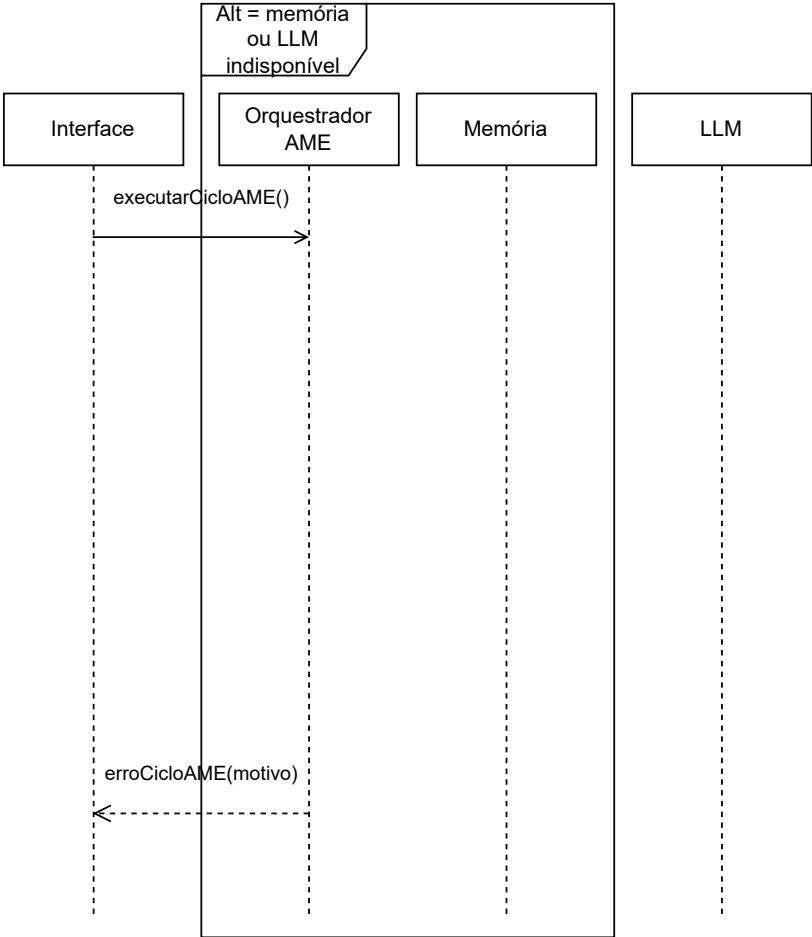 Alt = memória
ou LLM
indisponível
Interface
Orquestrador
AME
Memória
LLM
executarCicloAME()
erroCicloAME(motivo)